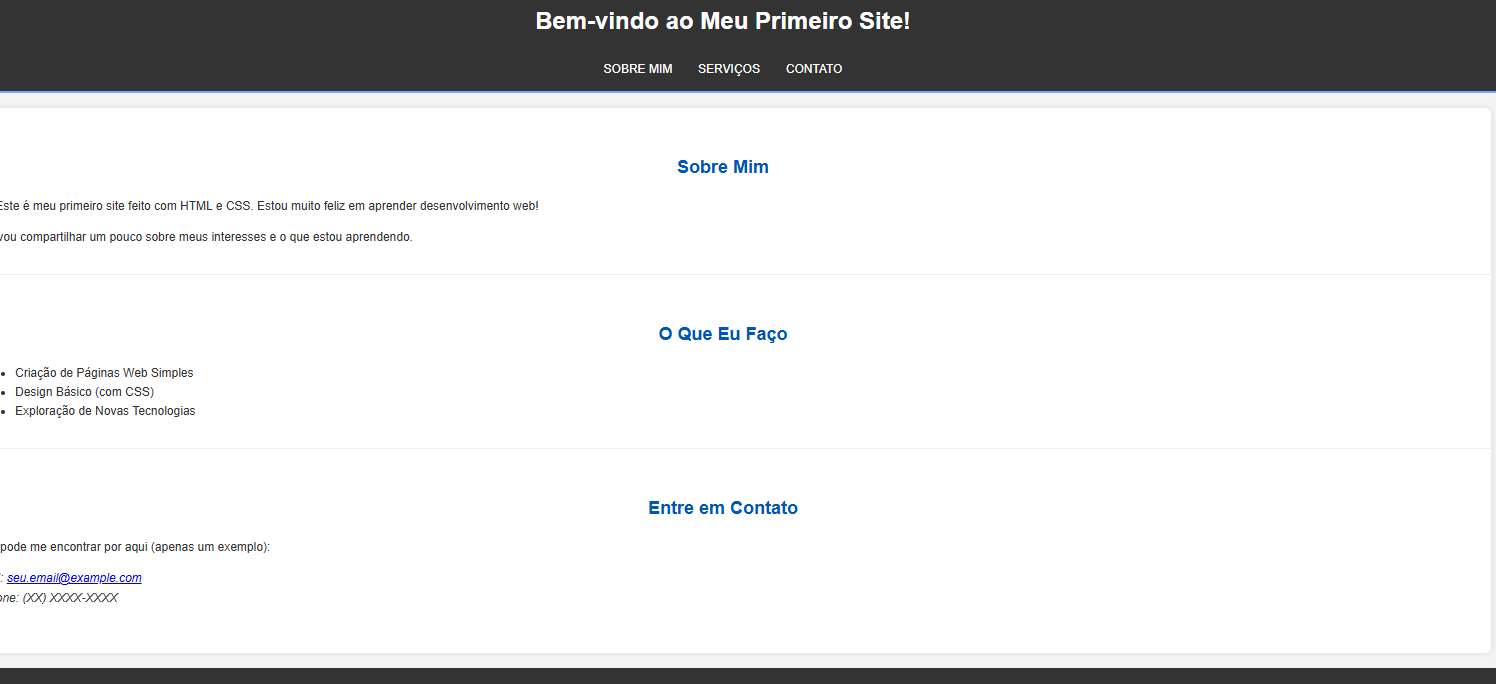 Bem-vindo ao Meu Primeiro Site!
SOBRE MIM SERVIÇOS CONTATO
Sobre Mim
Este é meu primeiro site feito com HTML e CSS. Estou muito feliz em aprender desenvolvimento web!
vou compartilhar um pouco sobre meus interesses e o que estou aprendendo.
O Que Eu Faço
Criação de Páginas Web Simples
Design Básico (com CSS)
Exploração de Novas Tecnologias
Entre em Contato
pode me encontrar por aqui (apenas um exemplo):
: seu.email@example.com
one: (XX) XXXX-XXXX